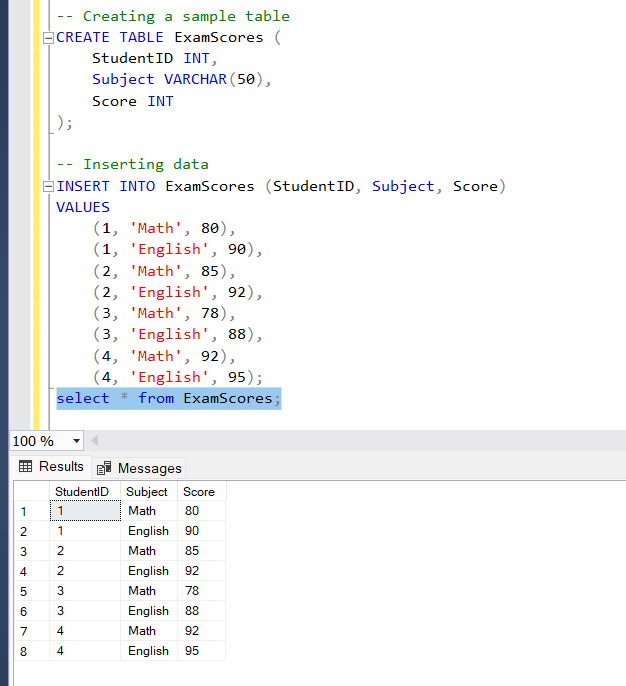 -- Creating a sample table
CREATE TABLE ExamScores (
StudentID INT,
Subject VARCHAR(50),
Score INT
);
-- Inserting data
INSERT INTO ExamScores (StudentID, Subject, Score)
VALUES
(1, 'Math', 80),
(1, 'English', 90),
(2, 'Math', 85),
(2, 'English', 92),
(3, 'Math', 78),
(3, 'English', 88),
(4, 'Math', 92),
(4, 'English', 95);
select * from ExamScores;
100 %
Results Messages
StudentID Subject Score
1 1 Math 80
2 1 English 90
3 2 Math 85
4 2 English 92
5 3 Math 78
6 3 English 88
7 4 Math 92
8 4 English 95